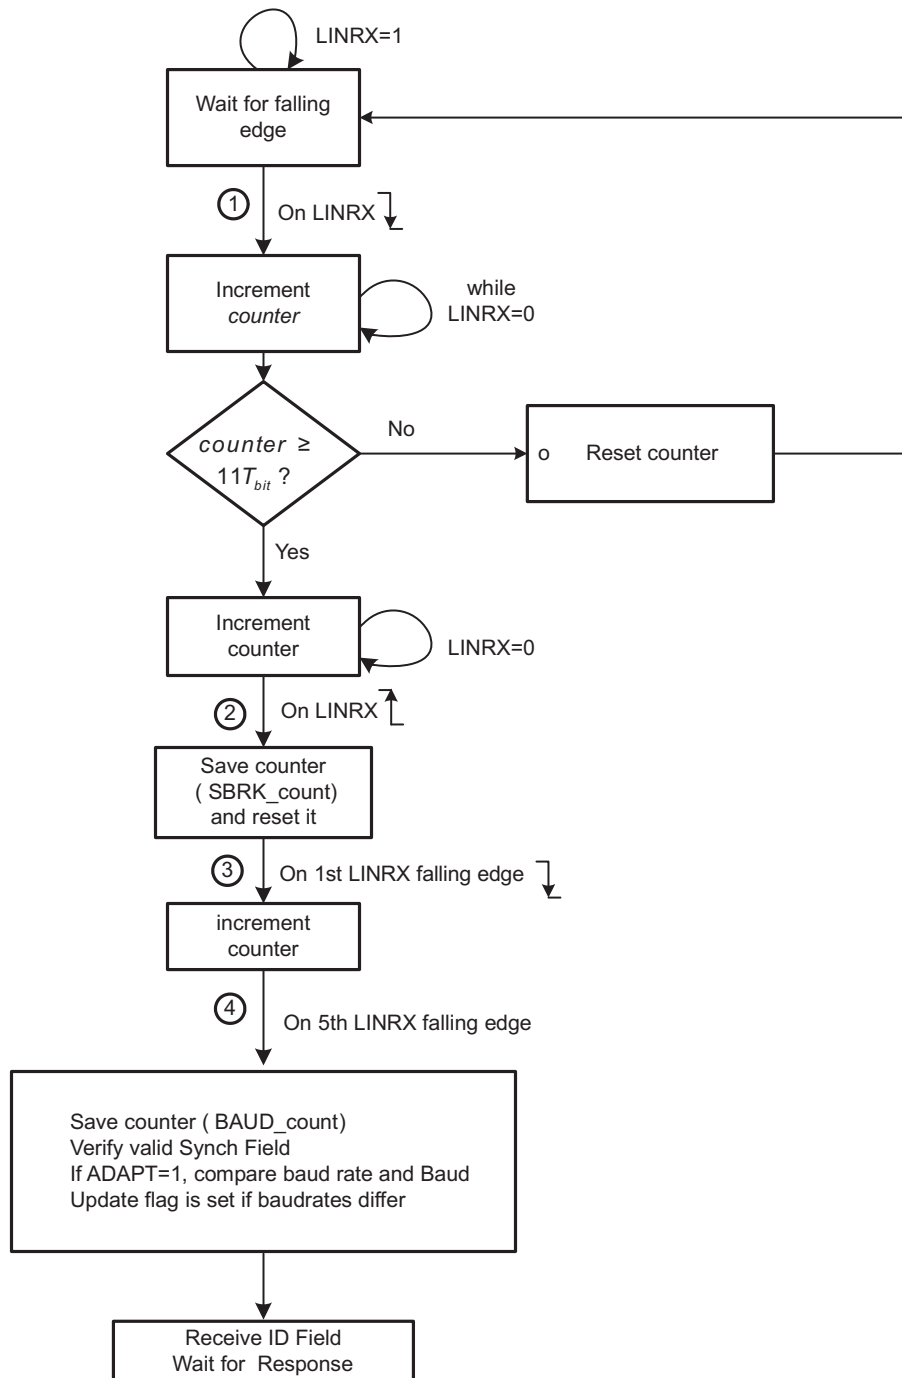 LINRX=1
Wait for falling
edge
1
On LINRX
Increment
counter
while
LINRX=0
counter ≥
11Tbit ?
No
o Reset counter
Yes
Increment
counter
LINRX=0
2
On LINRX
Save counter
( SBRK_count)
and reset it
3
On 1st LINRX falling edge
increment
counter
4
On 5th LINRX falling edge
Save counter ( BAUD_count)
Verify valid Synch Field
If ADAPT=1, compare baud rate and Baud
Update flag is set if baudrates differ
Receive ID Field
Wait for Response